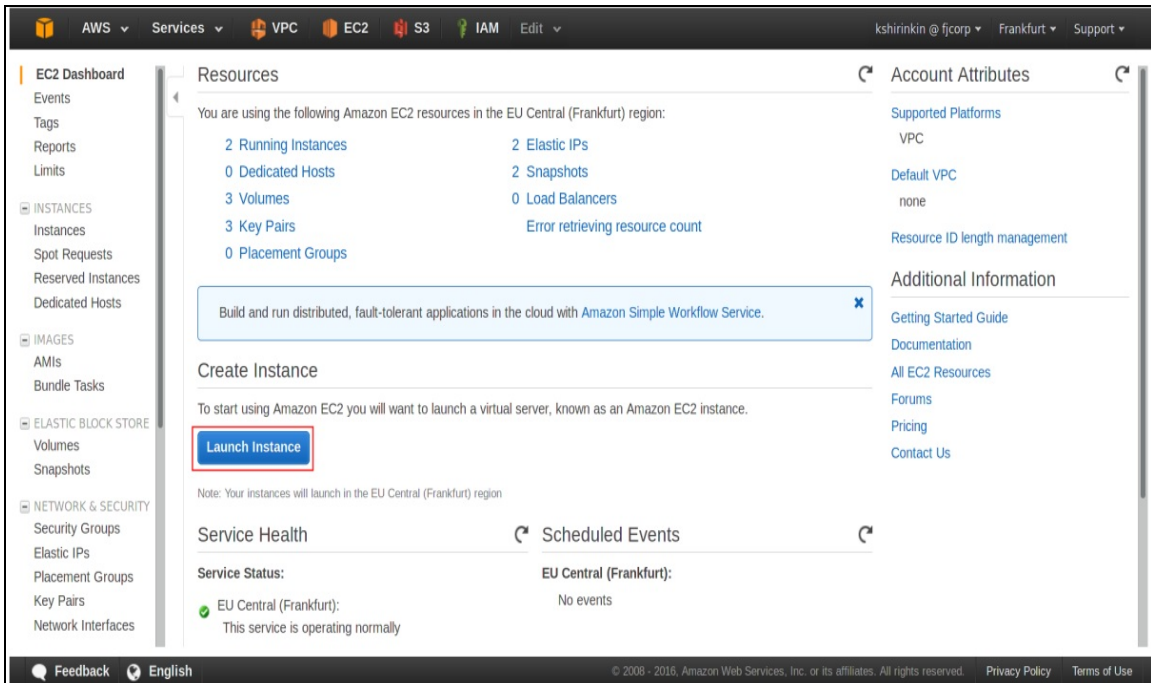 AWS Services VPC EC2 S3 IAM Edit kshirinkin @ fjcorp Frankfurt Support
EC2 Dashboard
Events
Tags
Reports
Limits
INSTANCES
Instances
Spot Requests
Reserved Instances
Dedicated Hosts
IMAGES
AMIs
Bundle Tasks
ELASTIC BLOCK STORE
Volumes
Snapshots
NETWORK & SECURITY
Security Groups
Elastic IPs
Placement Groups
Key Pairs
Network Interfaces
Resources
You are using the following Amazon EC2 resources in the EU Central (Frankfurt) region:
2 Running Instances
0 Dedicated Hosts
3 Volumes
3 Key Pairs
0 Placement Groups
2 Elastic IPs
2 Snapshots
0 Load Balancers
Error retrieving resource count
Build and run distributed, fault-tolerant applications in the cloud with Amazon Simple Workflow Service.
Create Instance
To start using Amazon EC2 you will want to launch a virtual server, known as an Amazon EC2 instance.
Launch Instance
Note: Your instances will launch in the EU Central (Frankfurt) region
Service Health
Service Status:
EU Central (Frankfurt):
This service is operating normally
Scheduled Events
EU Central (Frankfurt):
No events
Account Attributes
Supported Platforms
VPC
Default VPC
none
Resource ID length management
Additional Information
Getting Started Guide
Documentation
All EC2 Resources
Forums
Pricing
Contact Us
Feedback English © 2008 - 2016, Amazon Web Services, Inc. or its affiliates. All rights reserved. Privacy Policy Terms of Use